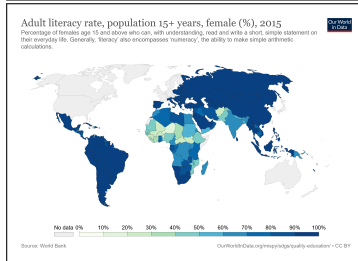 Adult literacy rate, population 15+ years, female (%), 2015
Our World
in Data
Percentage of females age 15 and above who can, with understanding, read and write a short, simple statement on
their everyday life. Generally, 'literacy' also encompasses 'numeracy', the ability to make simple arithmetic
calculations.
No data 0% 10% 20% 30% 40% 50% 60% 70% 80% 90% 100%
Source: World Bank
OurWorldInData.org/mispy/sdgs/quality-education/ • CC BY